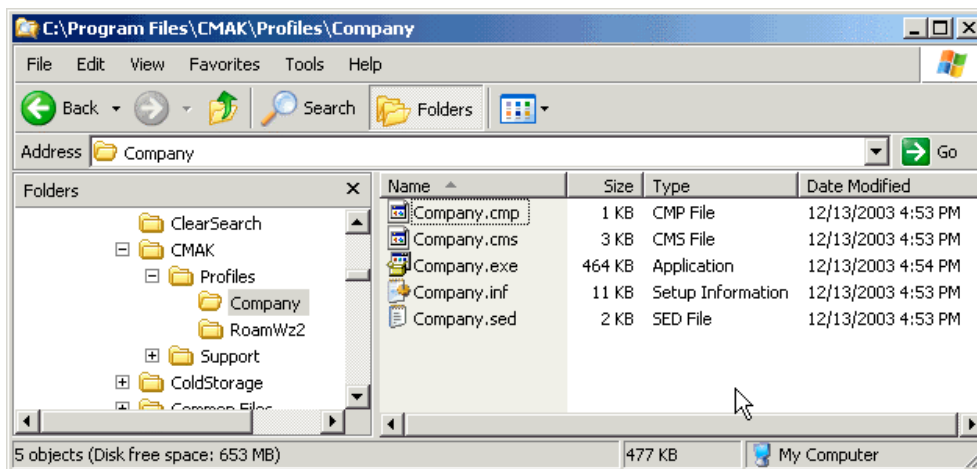 C:\Program Files\CMAK\Profiles\Company
File Edit View Favorites Tools Help
Back Search Folders
Address Company Go
Folders
Name Size Type Date Modified
ClearSearch
CMAK
Profiles
Company
RoamWz2
Support
ColdStorage
Common Files
Company.cmp 1 KB CMP File 12/13/2003 4:53 PM
Company.cms 3 KB CMS File 12/13/2003 4:53 PM
Company.exe 464 KB Application 12/13/2003 4:54 PM
Company.inf 11 KB Setup Information 12/13/2003 4:53 PM
Company.sed 2 KB SED File 12/13/2003 4:53 PM
5 objects (Disk free space: 653 MB) 477 KB My Computer